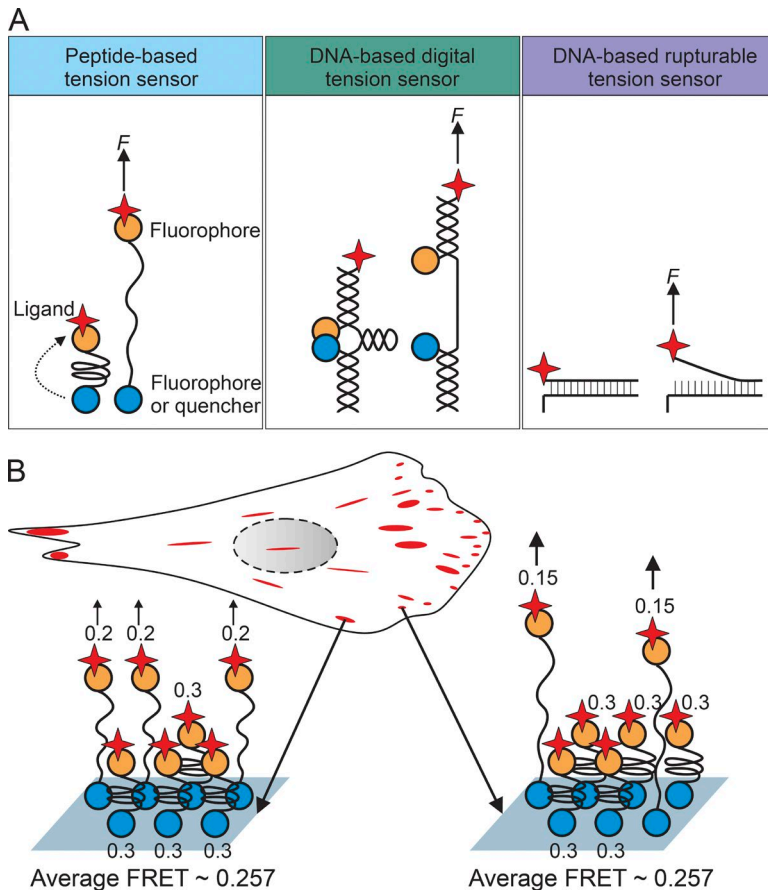 A
Peptide-based
tension sensor
DNA-based digital
tension sensor
DNA-based rupturable
tension sensor
F
Fluorophore
Ligand
Fluorophore
or quencher
F
F
B
0.2 0.2 0.2
0.3
0.3 0.3 0.3
Average FRET ~ 0.257
0.15
0.15
0.3 0.3 0.3
0.3 0.3
Average FRET ~ 0.257